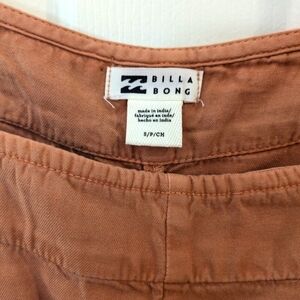 BILLA
BONG
made in india/
fabriqué en inde/
hecho en india
S/P/CH